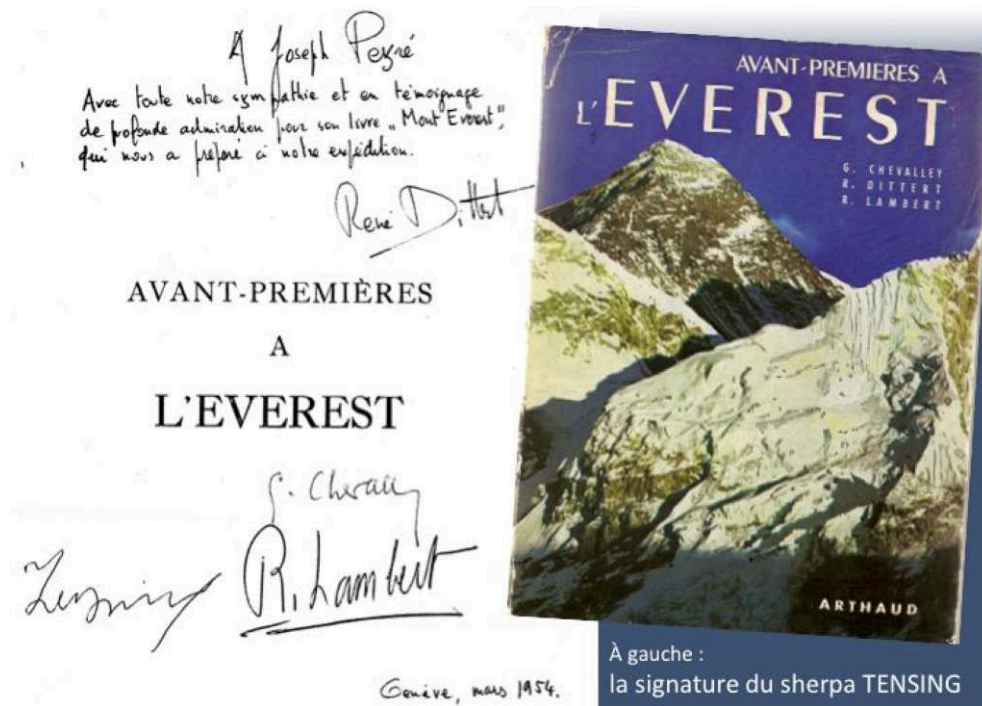 A Joseph Peyré
Avec toute notre sympathie et en témoignage
de profonde admiration pour son livre „Mont Everest",
qui nous a préparé à notre expédition.
René Dittert
AVANT-PREMIÈRES
A
L'EVEREST
G. Chevalley
R. Lambert
Genève, mars 1954.
AVANT-PREMIERES A
L'EVEREST
G. CHEVALLEY
R. DITTERT
R. LAMBERT
ARTHAUD
À gauche :
la signature du sherpa TENSING